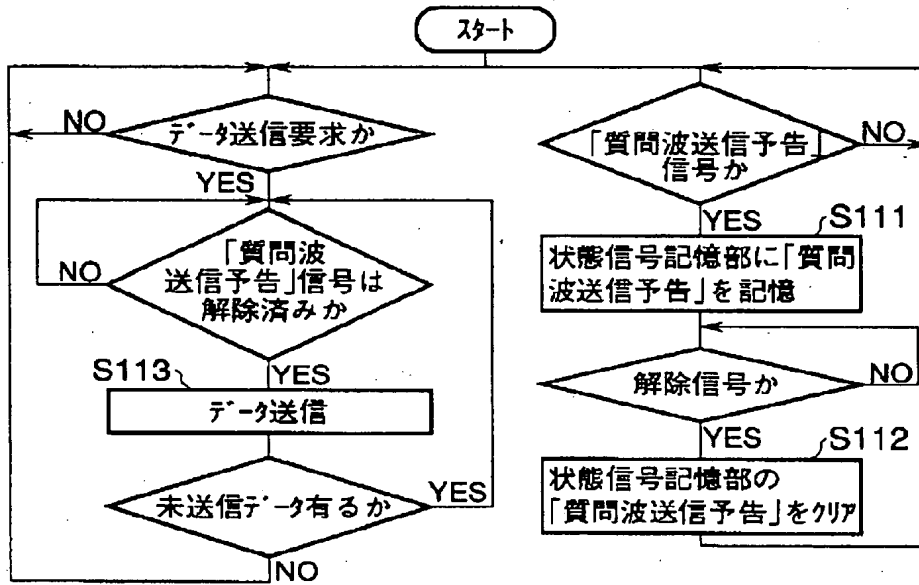 スタート
データ送信要求か
NO
YES
「質問波
送信予告」信号は
解除済みか
NO
YES
S113
データ送信
未送信データ有るか
YES
NO
「質問波送信予告」
信号か
NO
YES
S111
状態信号記憶部に「質問
波送信予告」を記憶
解除信号か
NO
YES
S112
状態信号記憶部の
「質問波送信予告」をクリア